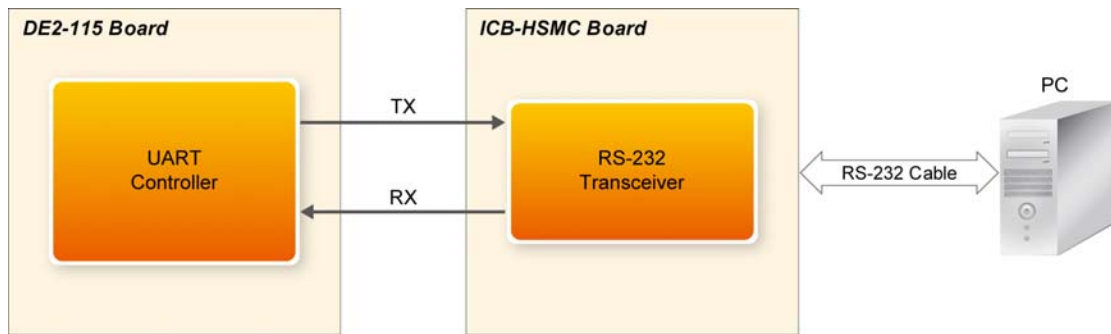 DE2-115 Board
ICB-HSMC Board
PC
TX
UART
Controller
RS-232
Transceiver
RS-232 Cable
RX